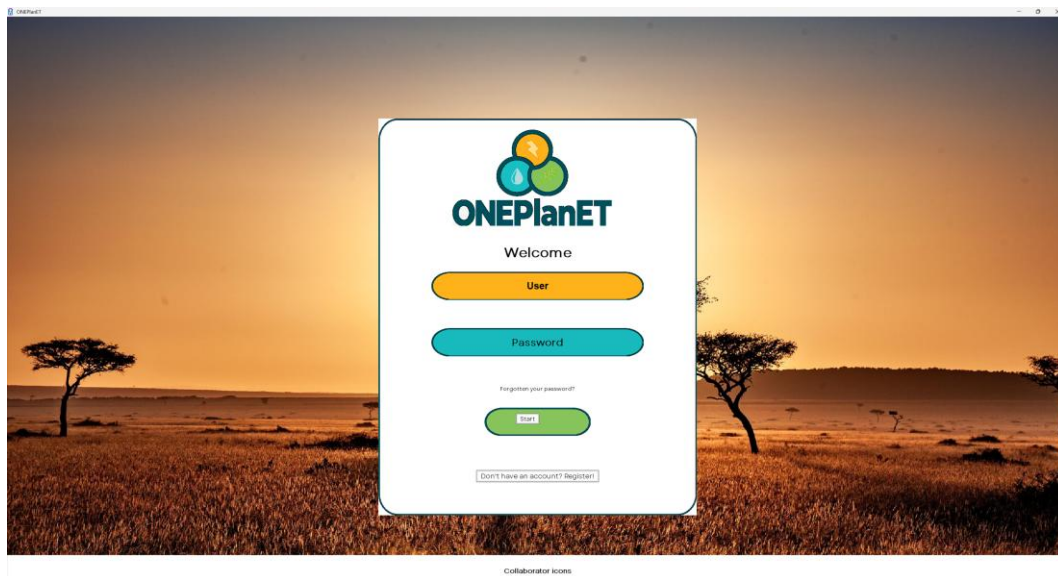 ONEPlanET
ONEPlanET
Welcome
User
Password
Forgotten your password?
Start
Don't have an account? Register!
Collaborator icons